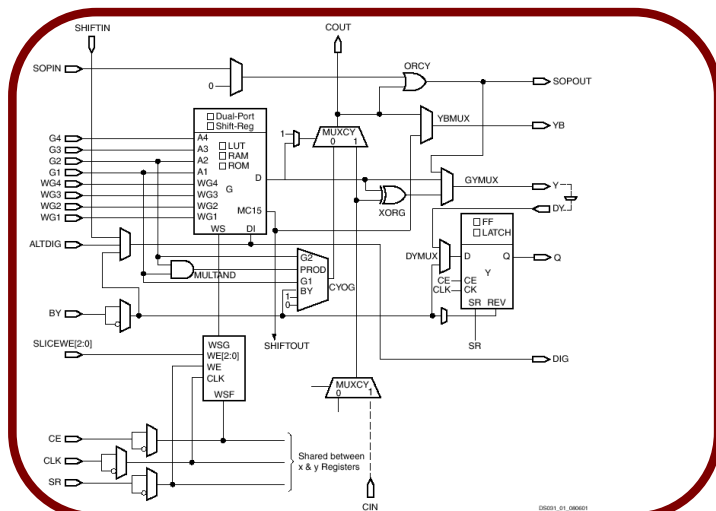 SHIFTIN
COUT
SOPIN
0
ORCY
SOPOUT
Dual-Port
Shift-Reg
YBMUX
YB
1
MUXCY
0 1
G4
G3
G2
G1
WG4
WG3
WG2
WG1
A4
A3
A2
A1
WG4
WG3
WG2
WG1
LUT
RAM
ROM
G
D
MC15
WS DI
GYMUX
Y
XORG
DY
ALTDIG
MULTAND
G2
PROD
G1
BY
1
0
CYOG
FF
LATCH
DYMUX
D
Q
Q
Y
CE
CE
CLK
CK
SR REV
SR
BY
SHIFTOUT
DIG
SLICEWE[2:0]
WSG
WE[2:0]
WE
CLK
WSF
MUXCY
0 1
CE
CLK
SR
Shared between
x & y Registers
CIN
DS031_01_080601